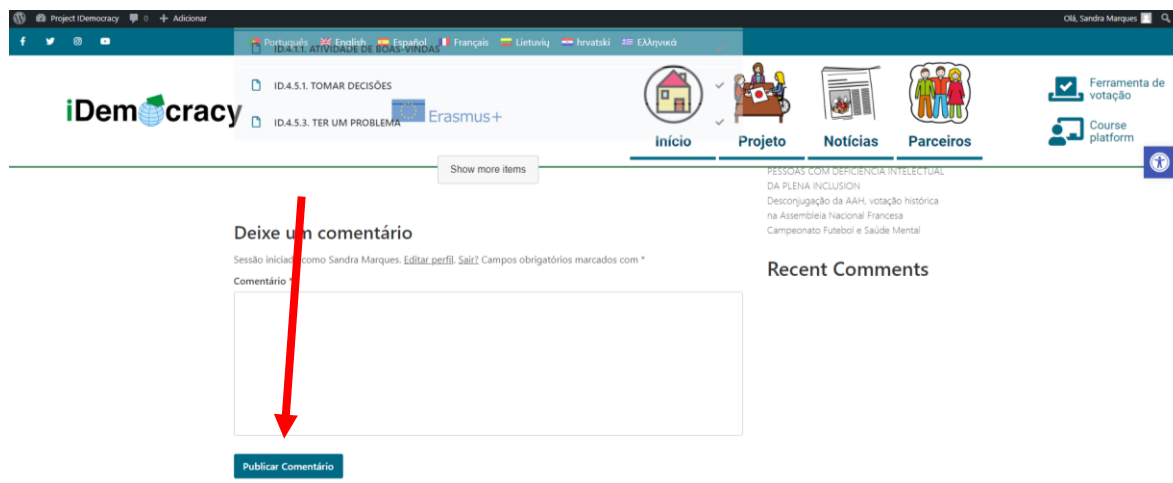 Project IDemocracy 0 + Adicionar Olá, Sandra Marques
Português English Español Français Lietuvių hrvatski Ελληνικά
ID.4.1.1. ATIVIDADE DE BOAS-VINDAS
ID.4.5.1. TOMAR DECISÕES
ID.4.5.3. TER UM PROBLEMA
iDemocracy
Erasmus+
Início Projeto Notícias Parceiros
Ferramenta de
votação
Course
platform
Show more items
PESSOAS COM DEFICIÊNCIA INTELECTUAL
DA PLENA INCLUSION
Desconjugação da AAH, votação histórica
na Assembleia Nacional Francesa
Campeonato Futebol e Saúde Mental
Deixe um comentário
Sessão iniciada como Sandra Marques. Editar perfil. Sair? Campos obrigatórios marcados com *
Comentário *
Recent Comments
Publicar Comentário